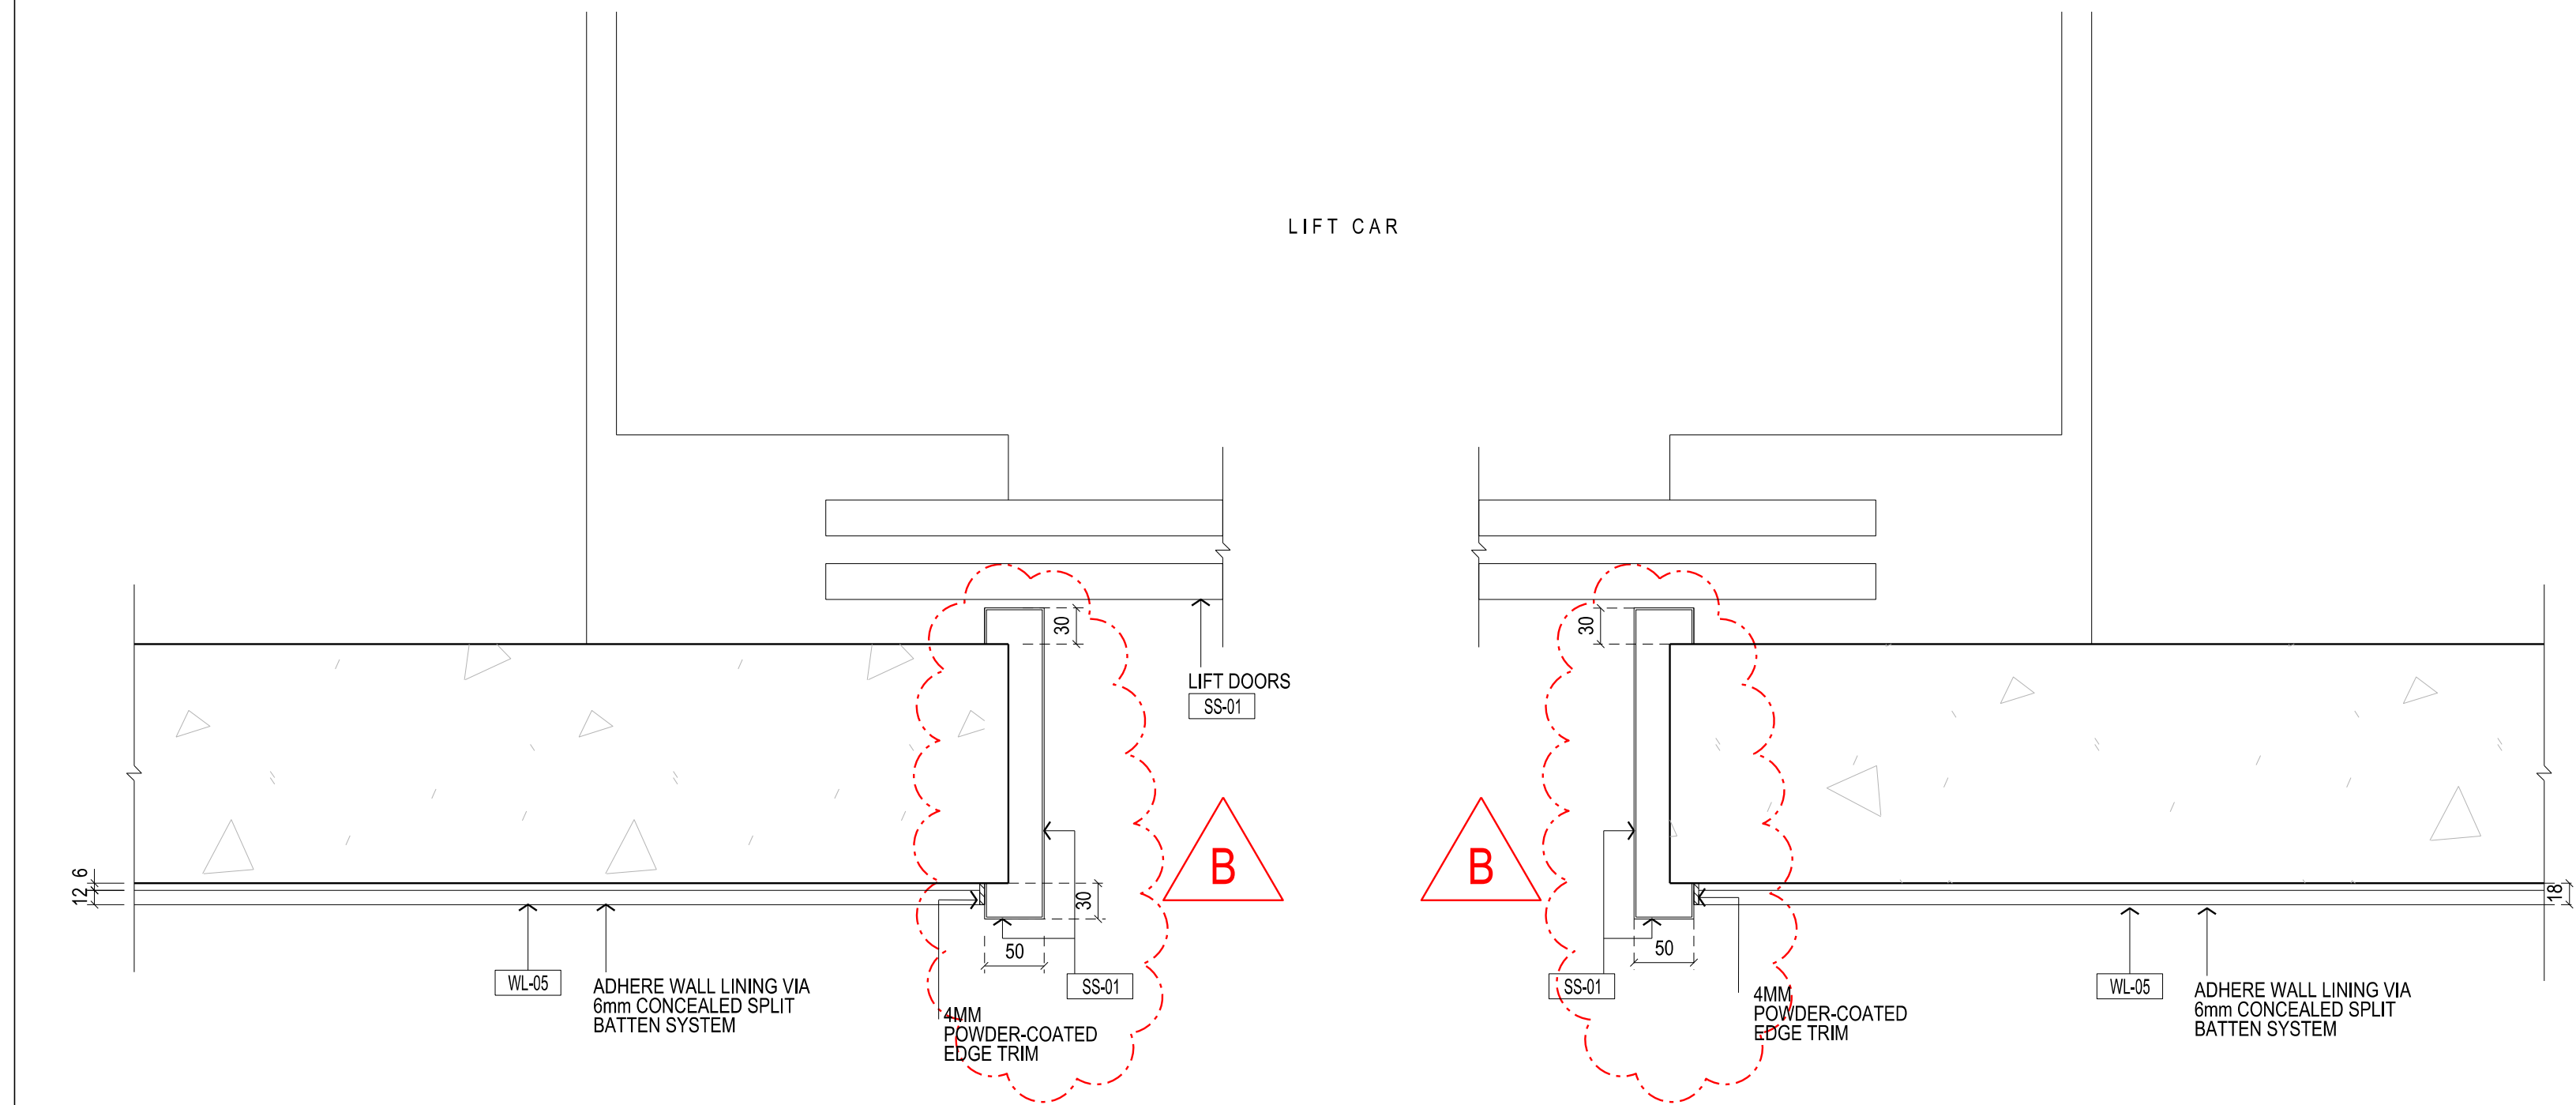 LIFT CAR
30
30
LIFT DOORS
SS-01
B
B
6
12
30
18
50
50
WL-05
ADHERE WALL LINING VIA
6mm CONCEALED SPLIT
BATTEN SYSTEM
4MM
POWDER-COATED
EDGE TRIM
SS-01
SS-01
4MM
POWDER-COATED
EDGE TRIM
WL-05
ADHERE WALL LINING VIA
6mm CONCEALED SPLIT
BATTEN SYSTEM